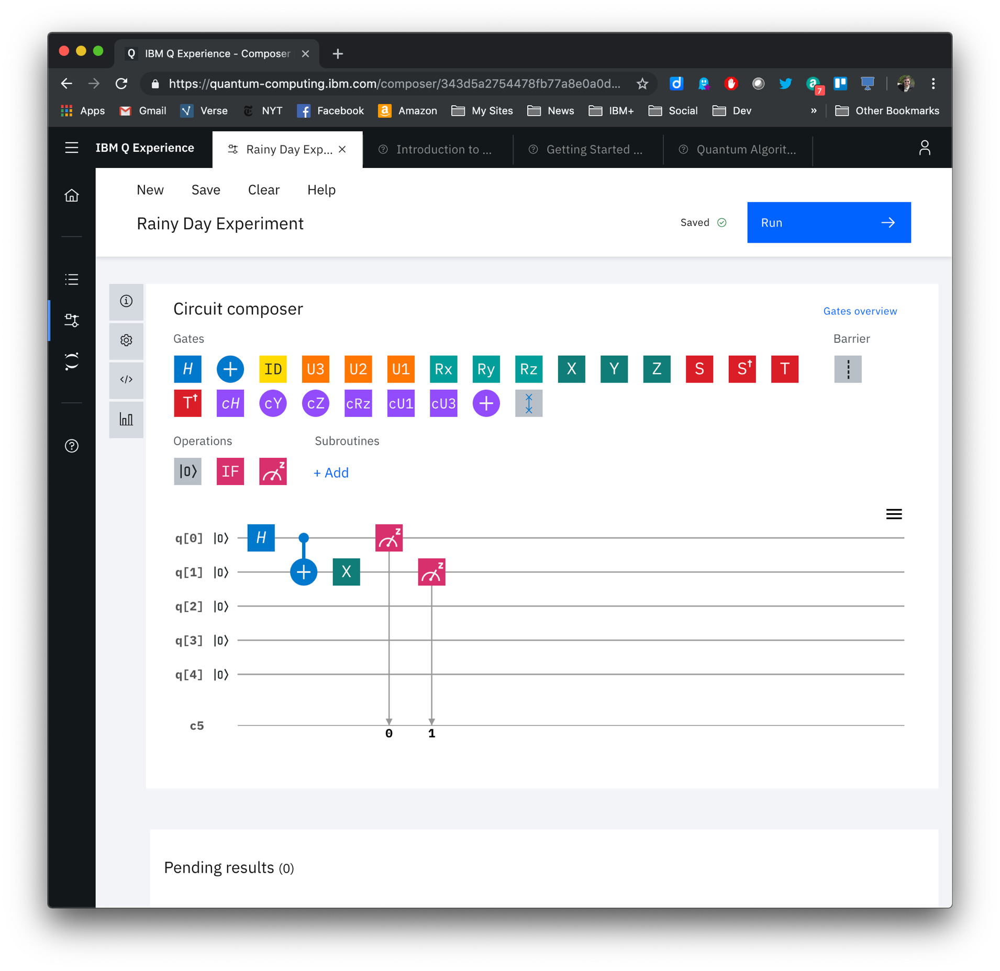 Q IBM Q Experience - Composer
https://quantum-computing.ibm.com/composer/343d5a2754478fb77a8e0a0d...
7
Apps Gmail Verse NYT Facebook Amazon My Sites News IBM+ Social Dev » Other Bookmarks
IBM Q Experience Rainy Day Exp... Introduction to ... Getting Started ... Quantum Algorit...
New Save Clear Help
Rainy Day Experiment Saved Run
Circuit composer Gates overview
Gates Barrier
H + ID U3 U2 U1 Rx Ry Rz X Y Z S S† T
T† cH cY cZ cRz cU1 cU3 +
Operations Subroutines
|0⟩ IF z + Add
q[0] |0⟩ H z
q[1] |0⟩ + X z
q[2] |0⟩
q[3] |0⟩
q[4] |0⟩
c5
0 1
Pending results (0)